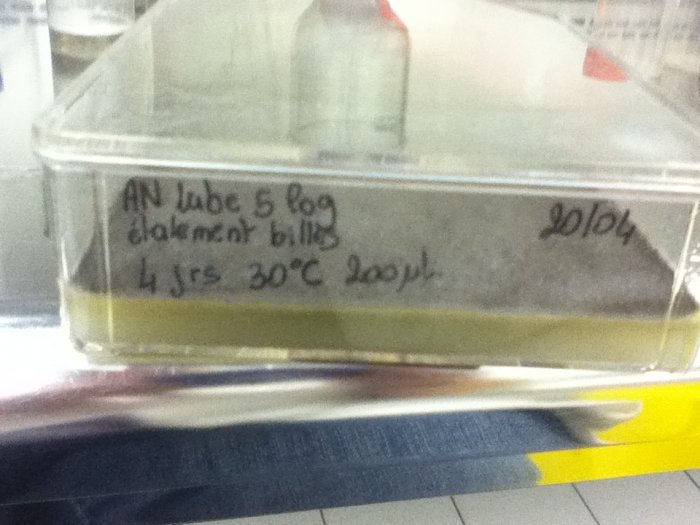 AN tube 5 log
étalement billes
4 jrs 30°C 200µL
20/04